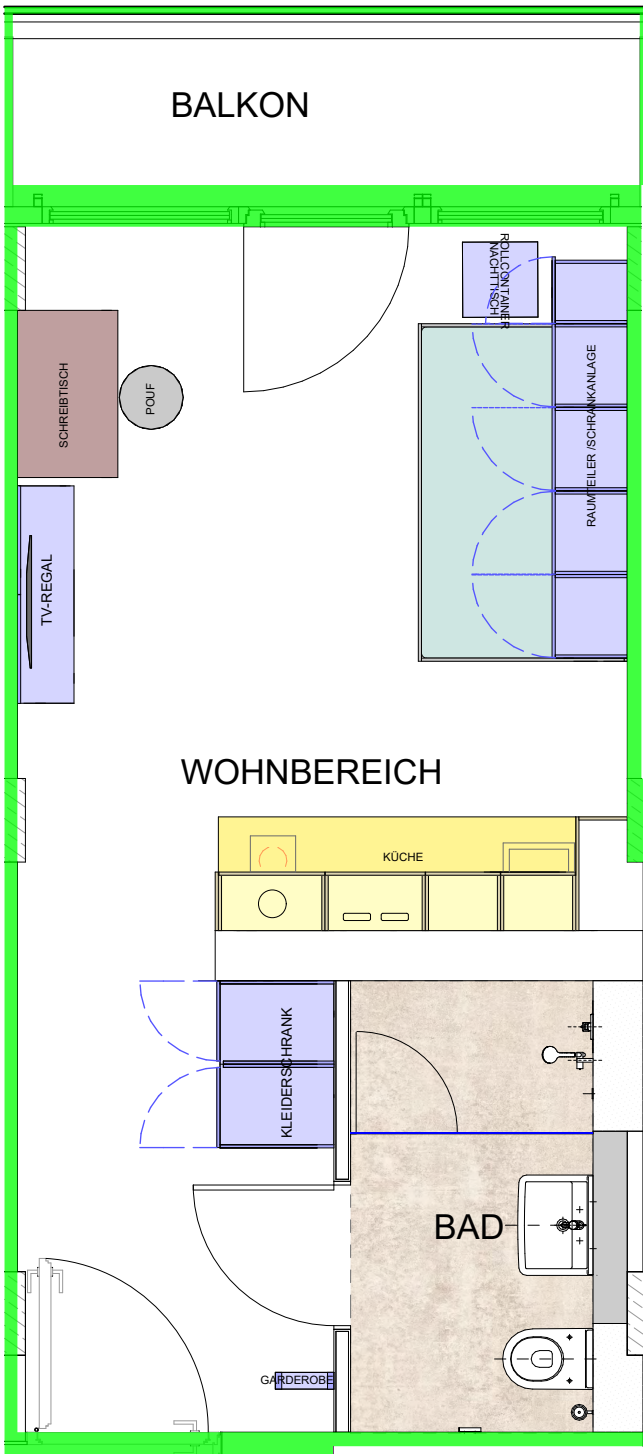 BALKON
ROLLCONTAINER
NACHTTISCH
SCHREIBTISCH
POUF
RAUMTEILER /SCHRANKANLAGE
TV-REGAL
WOHNBEREICH
KÜCHE
KLEIDERSCHRANK
BAD
GARDEROBE